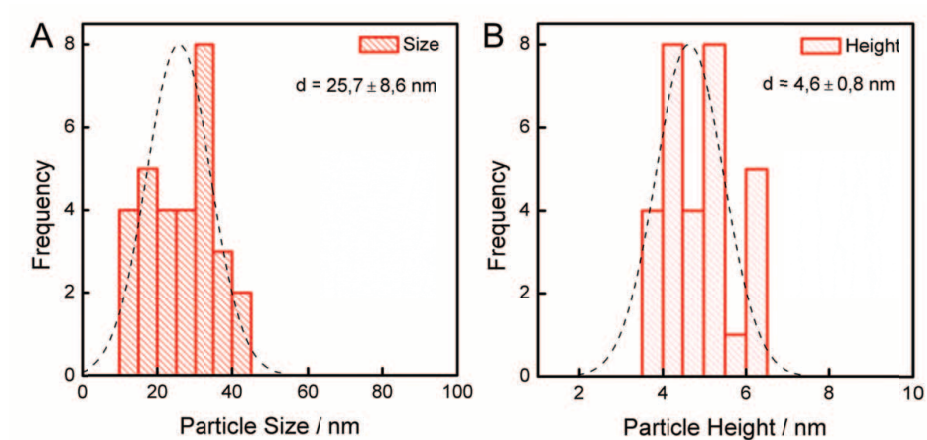 A
Size
d = 25,7 ± 8,6 nm
Frequency
8
6
4
2
0
0 20 40 60 80 100
Particle Size / nm
B
Height
d = 4,6 ± 0,8 nm
Frequency
8
6
4
2
0
2 4 6 8 10
Particle Height / nm